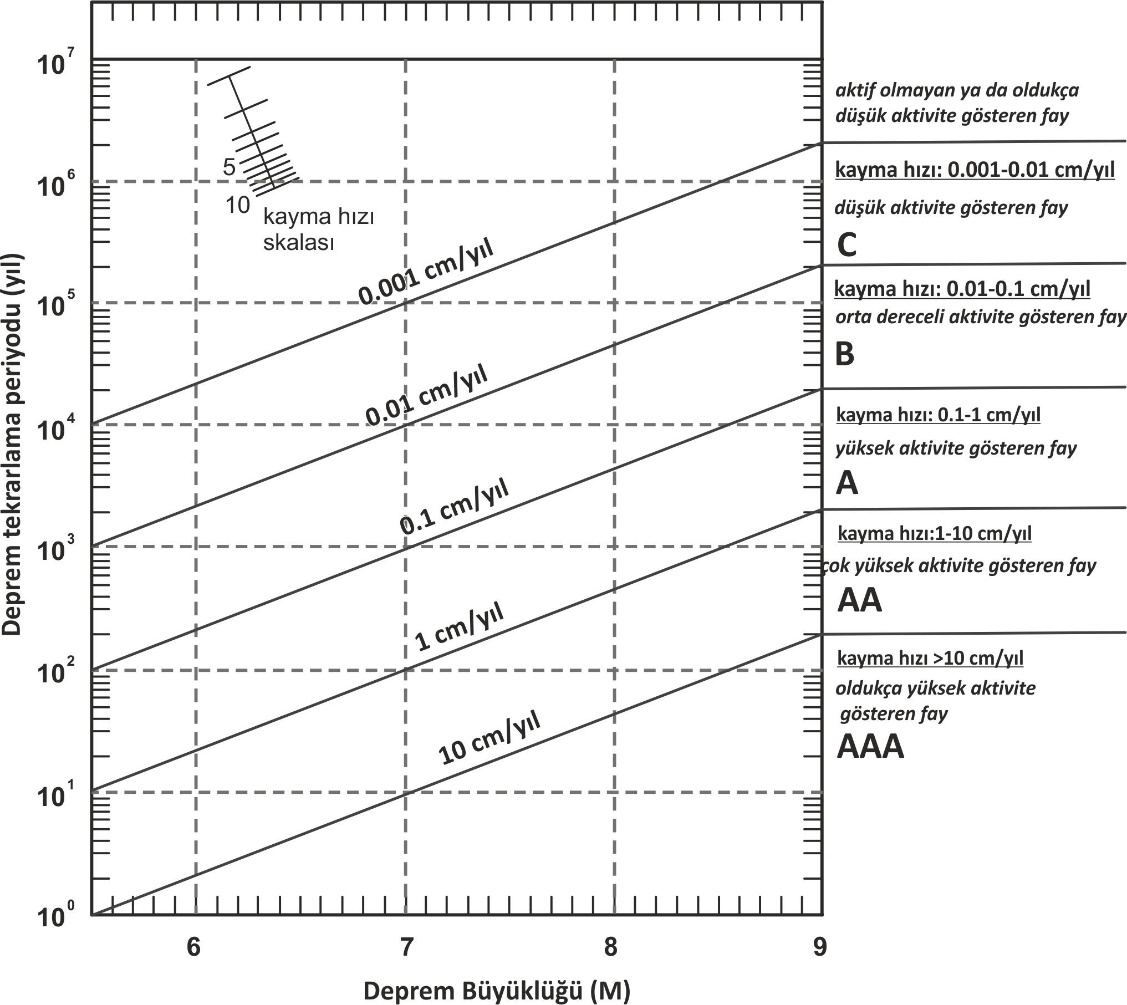 10⁷
10⁶
10⁵
10⁴
10³
10²
10¹
10⁰
Deprem tekrarlama periyodu (yıl)
5
10
kayma hızı
skalası
0.001 cm/yıl
0.01 cm/yıl
0.1 cm/yıl
1 cm/yıl
10 cm/yıl
6 7 8 9
Deprem Büyüklüğü (M)
aktif olmayan ya da oldukça
düşük aktivite gösteren fay
kayma hızı: 0.001-0.01 cm/yıl
düşük aktivite gösteren fay
C
kayma hızı: 0.01-0.1 cm/yıl
orta dereceli aktivite gösteren fay
B
kayma hızı: 0.1-1 cm/yıl
yüksek aktivite gösteren fay
A
kayma hızı:1-10 cm/yıl
çok yüksek aktivite gösteren fay
AA
kayma hızı >10 cm/yıl
oldukça yüksek aktivite
gösteren fay
AAA